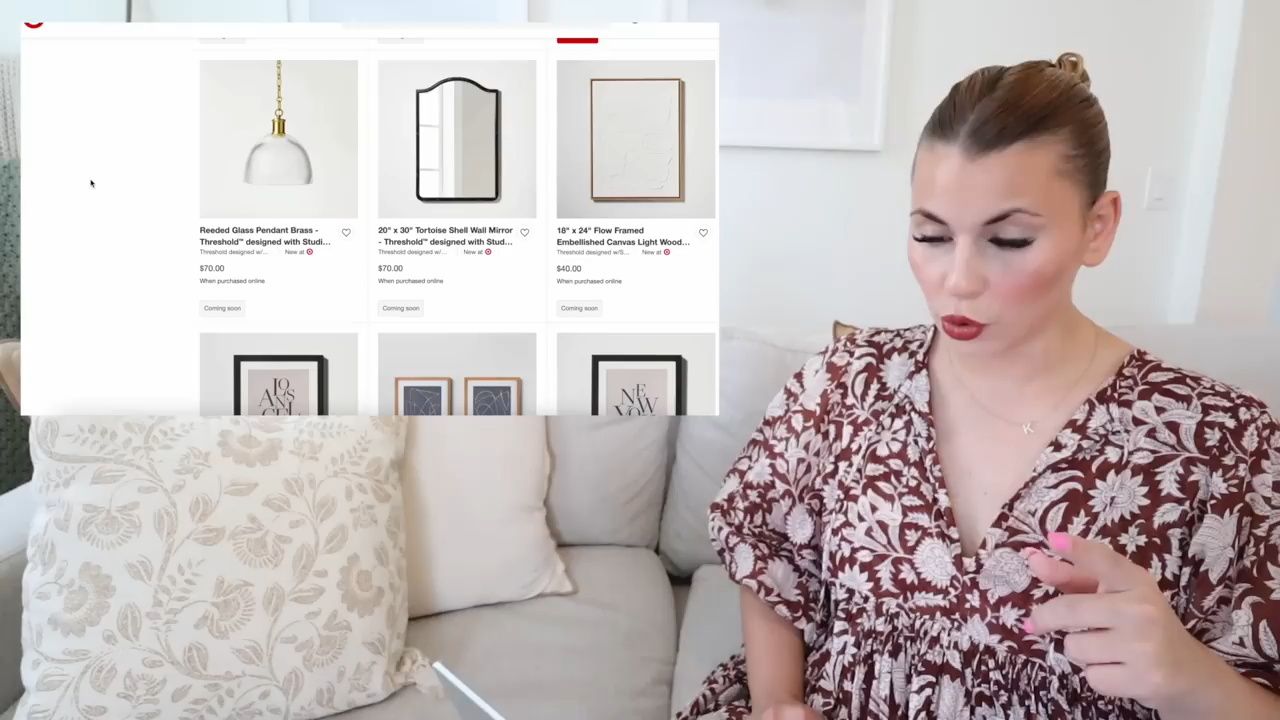 Reeded Glass Pendant Brass -
Threshold™ designed with Studi...
Threshold designed w/...
New at
$70.00
When purchased online
Coming soon
20" x 30" Tortoise Shell Wall Mirror
- Threshold™ designed with Stud...
Threshold designed w/...
New at
$70.00
When purchased online
Coming soon
18" x 24" Flow Framed
Embellished Canvas Light Wood...
Threshold designed w/S...
New at
$40.00
When purchased online
Coming soon
NE
K